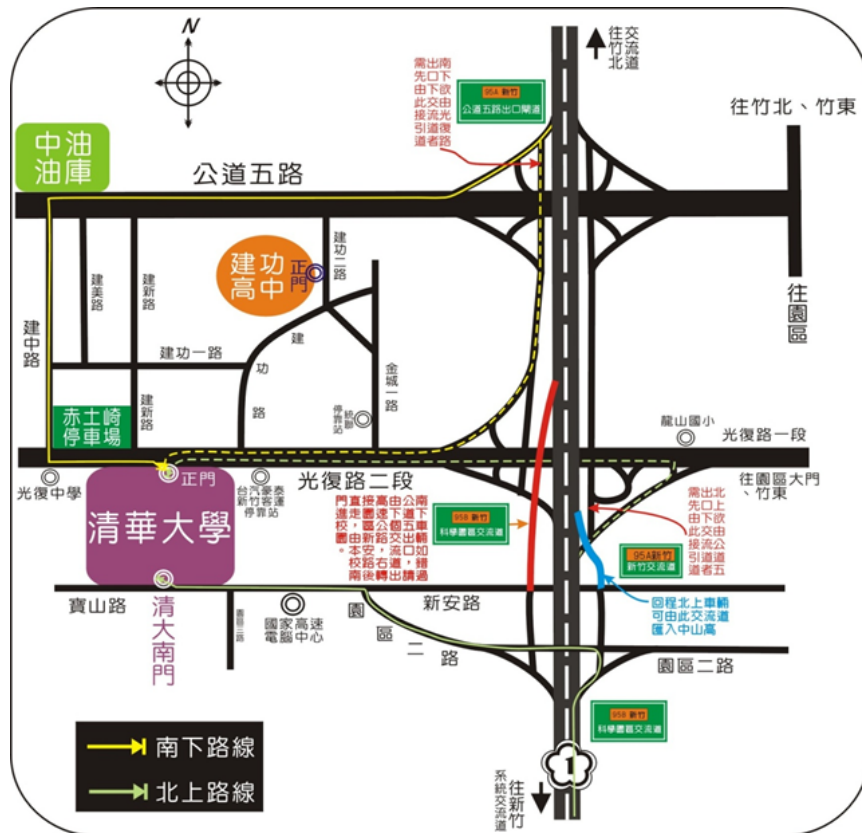 N
往竹北
交流道
南下欲由光復路
出口下交流道者
需先由此接引道
95A 新竹
公道五路出口閘道
往竹北、竹東
中油
油庫
公道五路
建功
高中
正門
建功二路
建美路
建新路
建中路
往園區
建功一路
建功路
金城一路
建新路
統聯
停靠站
赤土崎
停車場
龍山國小
光復路一段
光復中學
正門
台汽豪泰
新竹客運
停靠站
光復路二段
往園區大門
、竹東
清華大學
南下車輛如錯過
公道五出口，請
由下個交流道出
高速公路，右轉
接園區新安路後
直走，由本校南
門進校園。
95B 新竹
科學園區交流道
北上欲由公道五
出口下交流道者
需先由此接引道
95A新竹
新竹交流道
寶山路
清大南門
園區三路
國家高速
電腦中心
園區二路
新安路
回程北上車輛
可由此交流道
匯入中山高
園區二路
95B 新竹
科學園區交流道
南下路線
北上路線
1
往新竹
系統交流道